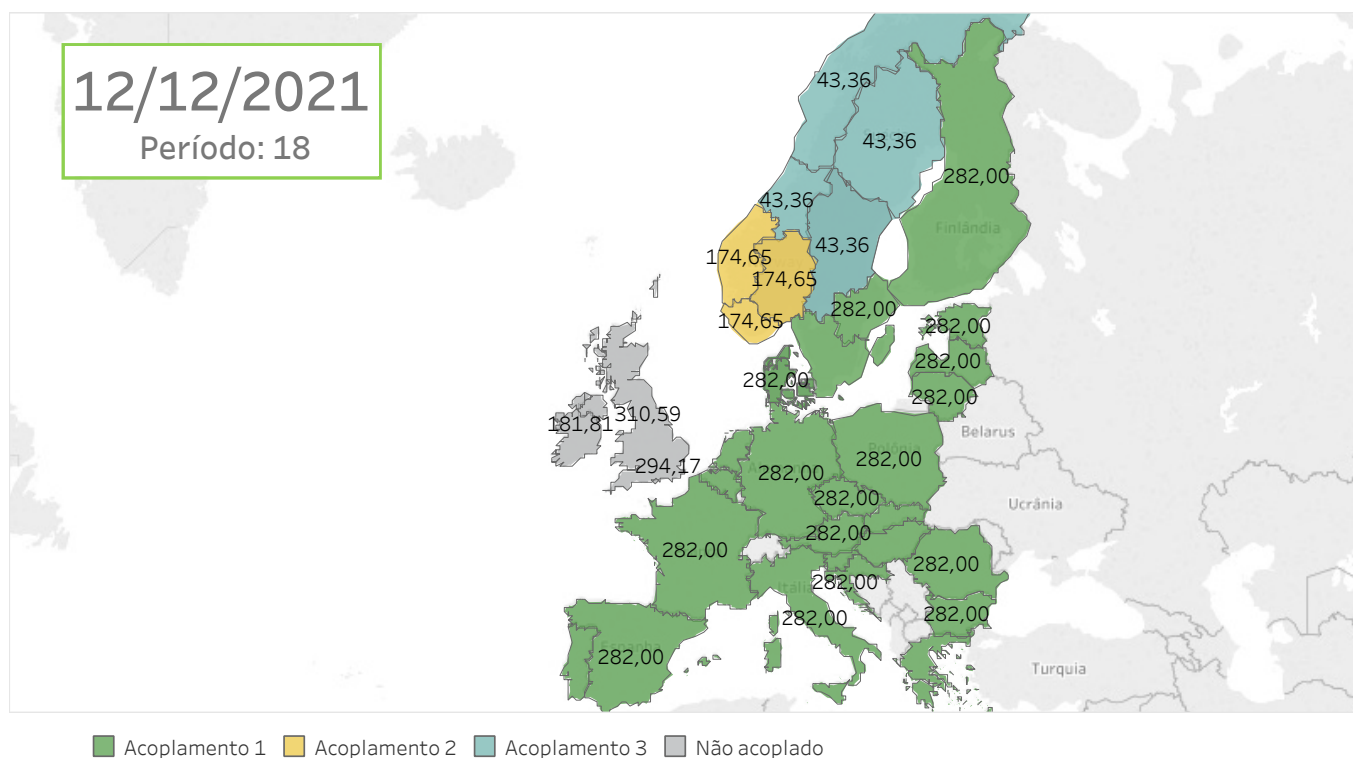 12/12/2021
Período: 18
43,36
43,36
282,00
43,36
Finlândia
43,36
174,65
174,65
282,00
174,65
282,00
282,00
282,00
282,00
310,59
181,81
Belarus
Polónia
282,00
294,17
282,00
282,00
Ucrânia
282,00
282,00
282,00
282,00
Itália
282,00
282,00
Espanha
282,00
Turquia
Acoplamento 1
Acoplamento 2
Acoplamento 3
Não acoplado